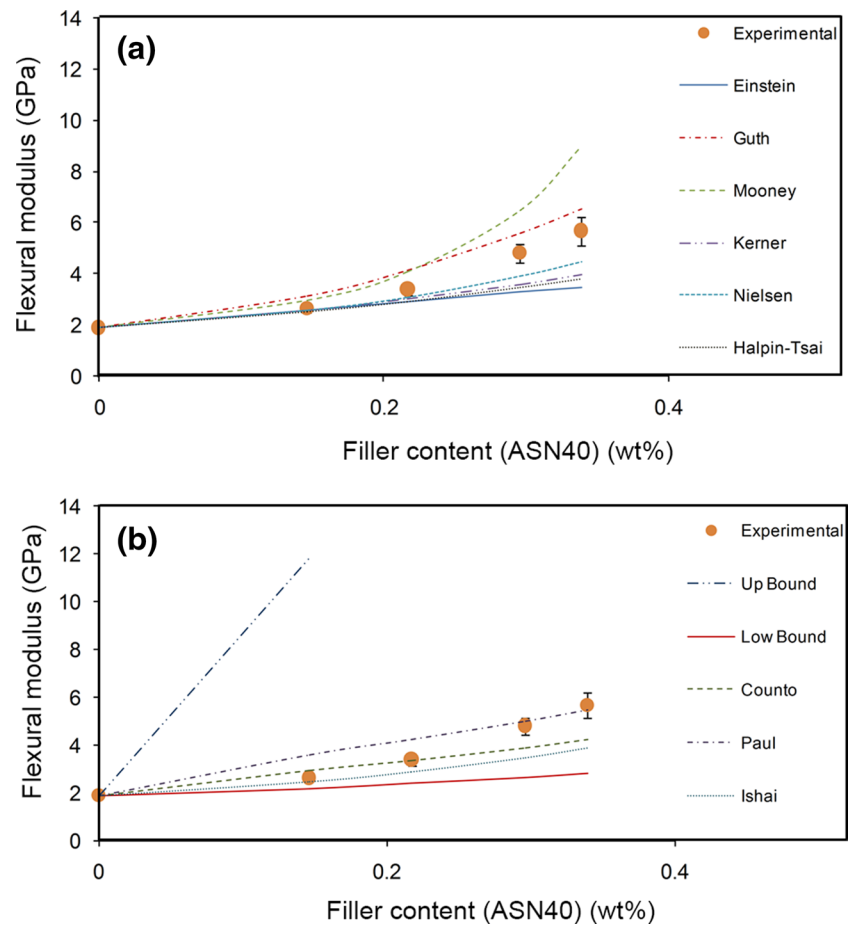 (a)
Flexural modulus (GPa)
14
12
10
8
6
4
2
0
0 0.2 0.4
Filler content (ASN40) (wt%)
Experimental
Einstein
Guth
Mooney
Kerner
Nielsen
Halpin-Tsai
(b)
Flexural modulus (GPa)
14
12
10
8
6
4
2
0
0 0.2 0.4
Filler content (ASN40) (wt%)
Experimental
Up Bound
Low Bound
Counto
Paul
Ishai